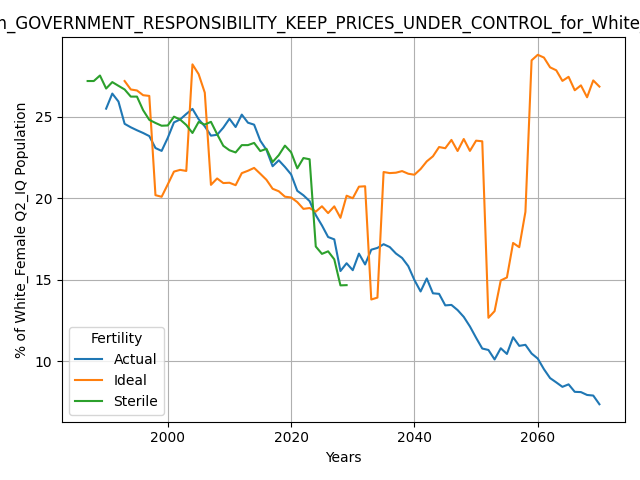 n_GOVERNMENT_RESPONSIBILITY_KEEP_PRICES_UNDER_CONTROL_for_White
% of White_Female Q2_IQ Population
25
20
15
10
Fertility
Actual
Ideal
Sterile
2000
2020
2040
2060
Years